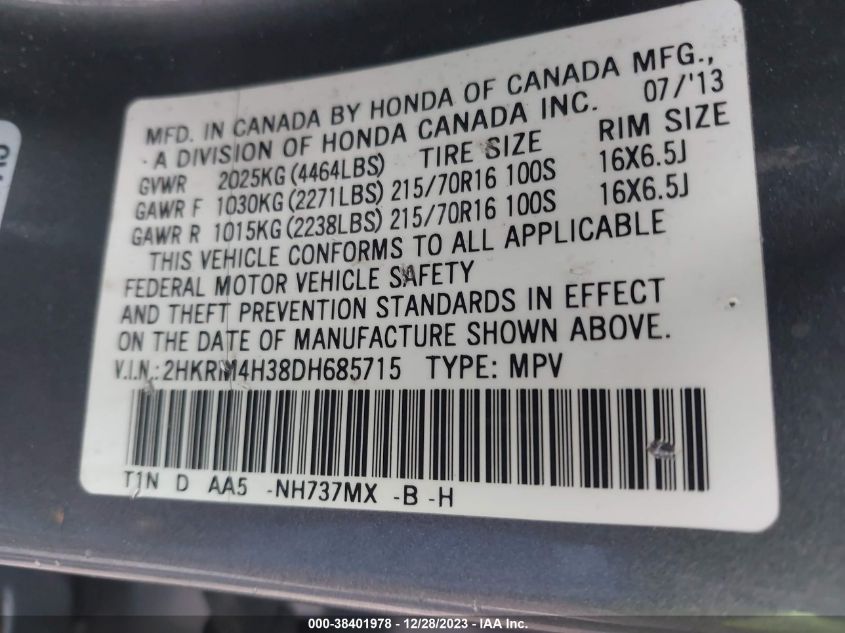 MFD. IN CANADA BY HONDA OF CANADA MFG.,
- A DIVISION OF HONDA CANADA INC. 07/'13
GVWR 2025KG (4464LBS) TIRE SIZE RIM SIZE
GAWR F 1030KG (2271LBS) 215/70R16 100S 16X6.5J
GAWR R 1015KG (2238LBS) 215/70R16 100S 16X6.5J
THIS VEHICLE CONFORMS TO ALL APPLICABLE
FEDERAL MOTOR VEHICLE SAFETY
AND THEFT PREVENTION STANDARDS IN EFFECT
ON THE DATE OF MANUFACTURE SHOWN ABOVE.
V.I.N.: 2HKRM4H38DH685715 TYPE: MPV
T1N D AA5 -NH737MX -B -H
000-38401978 - 12/28/2023 - IAA Inc.